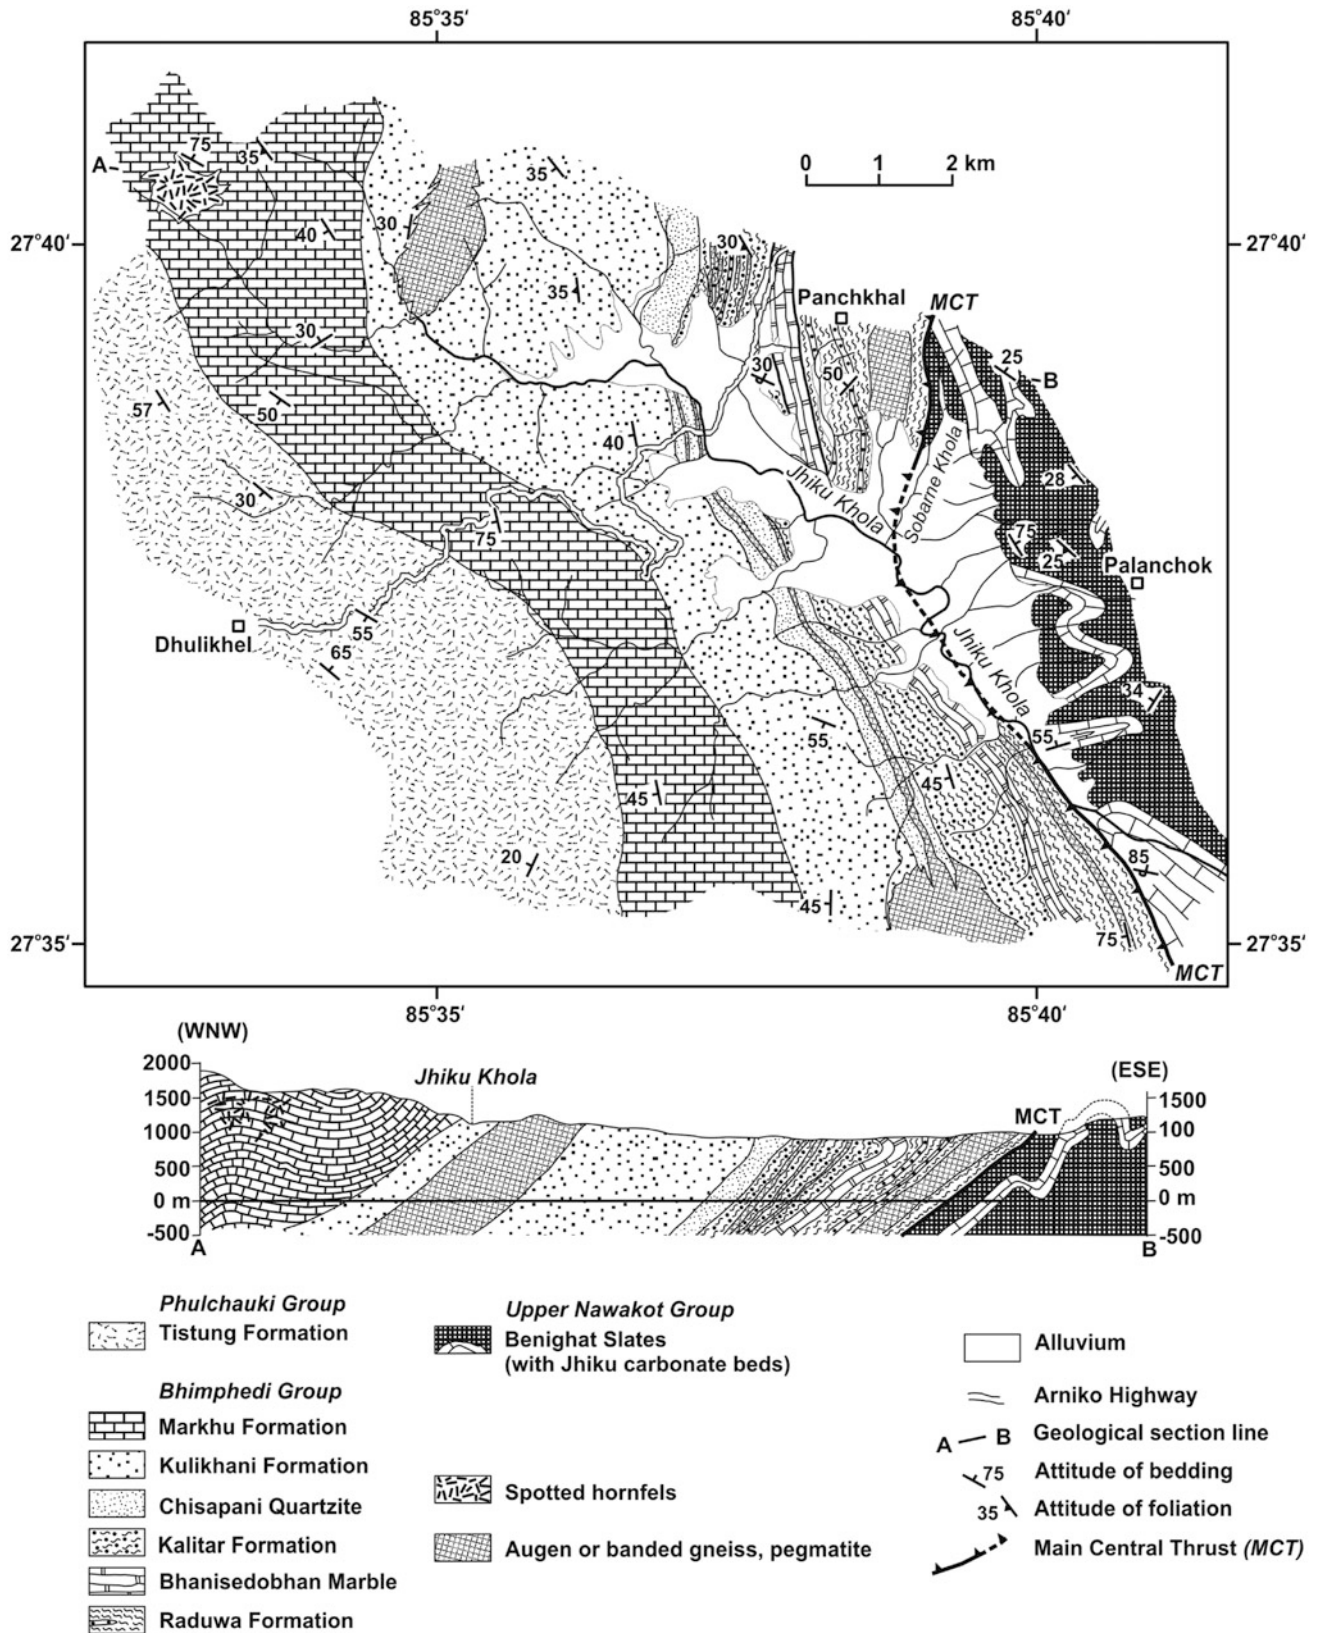 85°35‘ 85°40‘
0 1 2 km
A
75
35
35
27°40‘ 27°40‘
40
30
30
35
Panchkhal
MCT
30
30
25
B
50
57
50
40
Jhiku Khola
Sobarne Khola
28
30
75
75
25
Palanchok
Dhulikhel
55
65
Jhiku Khola
34
55
55
45
45
20
85
45
75
27°35‘ 27°35‘
MCT
85°35‘ 85°40‘
(WNW)
(ESE)
2000
Jhiku Khola
1500 1500
MCT
1000 100
500 500
0 m 0 m
-500 -500
A B
Phulchauki Group
Tistung Formation
Bhimphedi Group
Markhu Formation
Kulikhani Formation
Chisapani Quartzite
Kalitar Formation
Bhanisedobhan Marble
Raduwa Formation
Upper Nawakot Group
Benighat Slates
(with Jhiku carbonate beds)
Spotted hornfels
Augen or banded gneiss, pegmatite
Alluvium
Arniko Highway
A B Geological section line
75 Attitude of bedding
35 Attitude of foliation
Main Central Thrust (MCT)